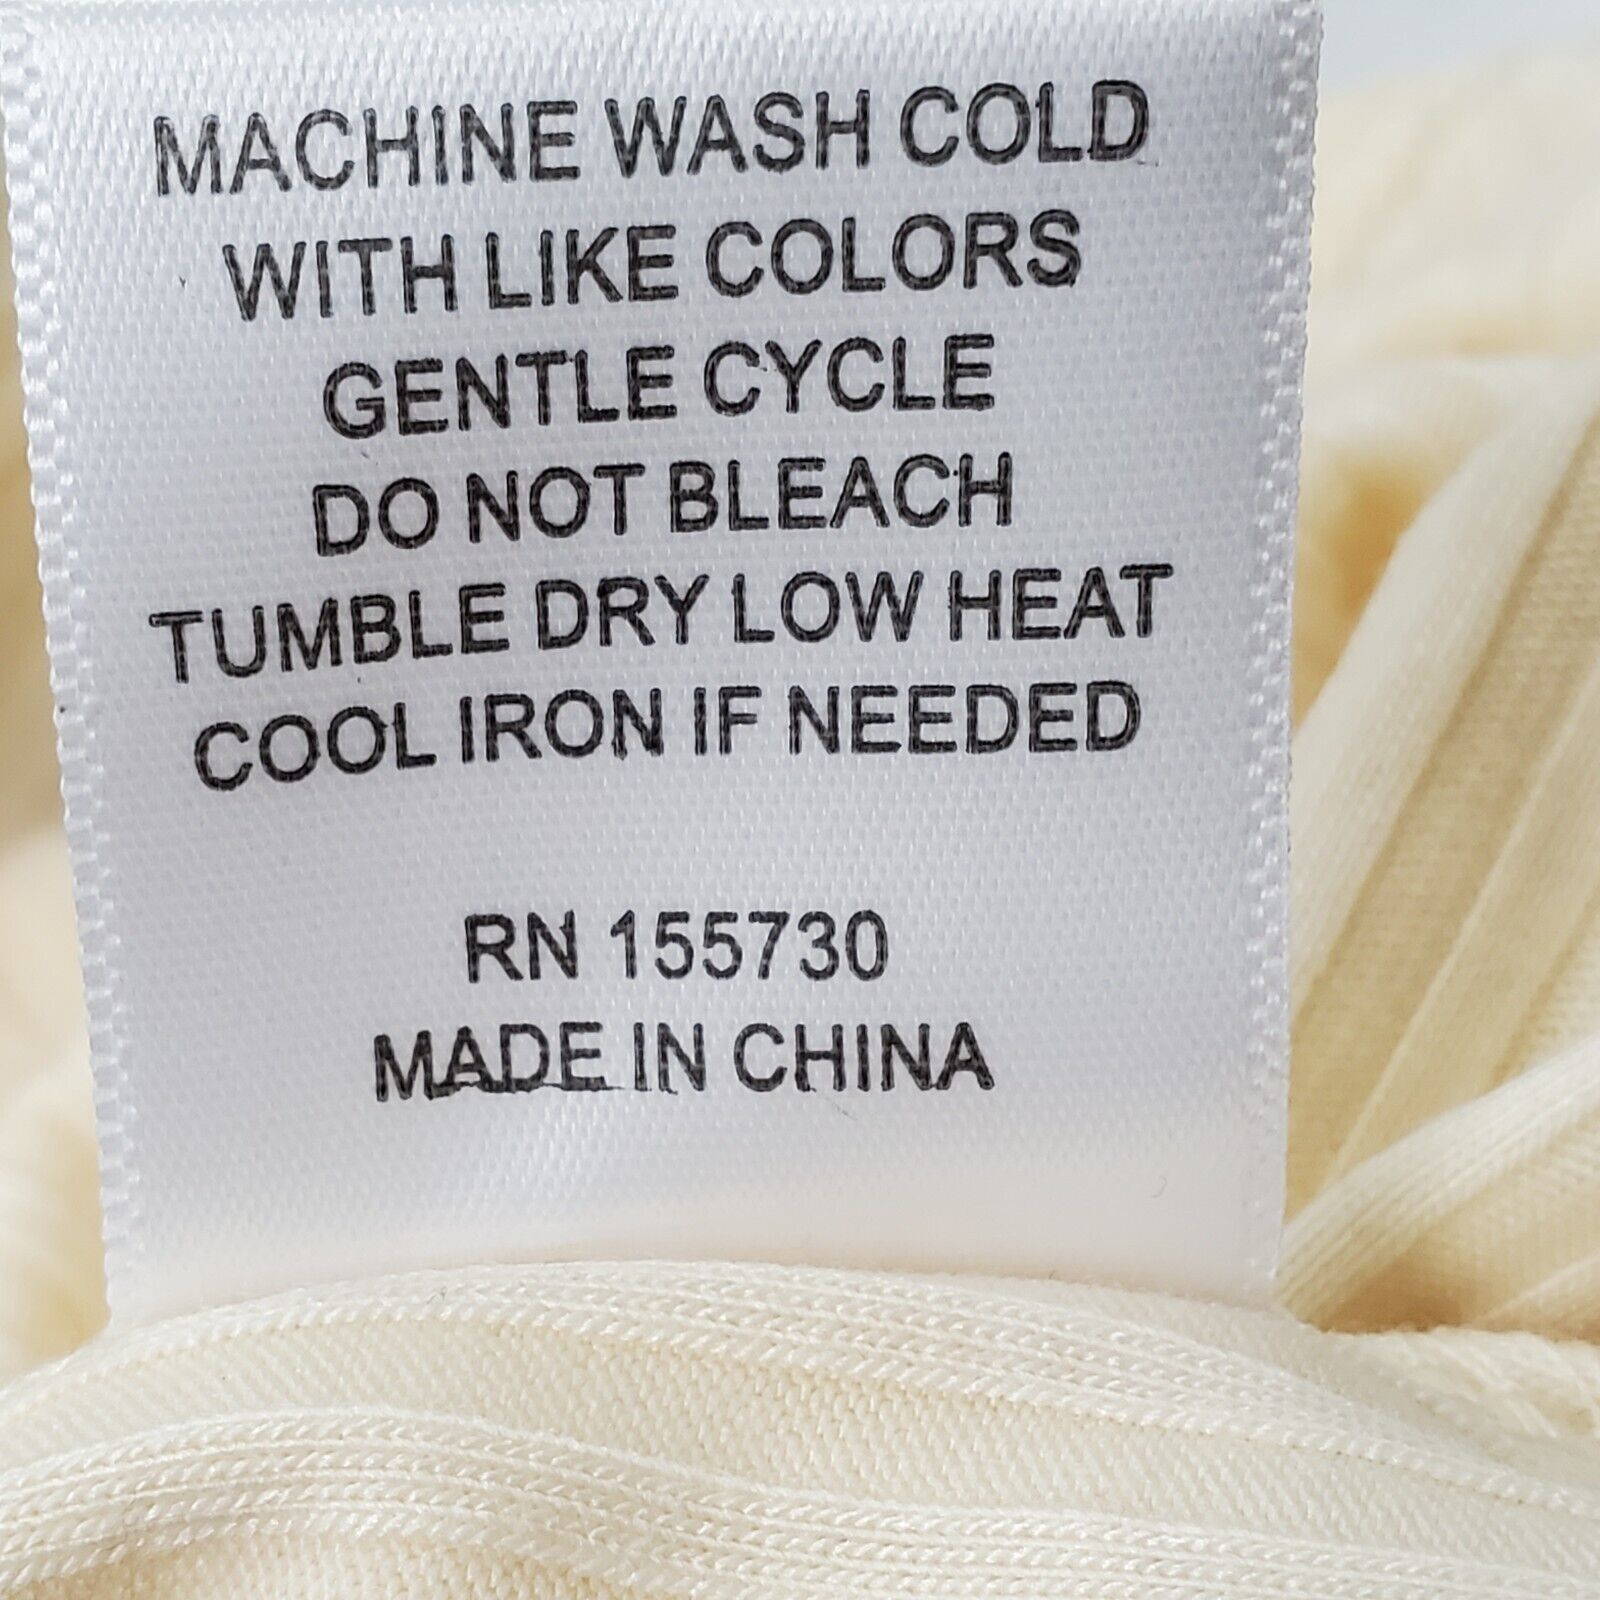 MACHINE WASH COLD
WITH LIKE COLORS
GENTLE CYCLE
DO NOT BLEACH
TUMBLE DRY LOW HEAT
COOL IRON IF NEEDED
RN 155730
MADE IN CHINA